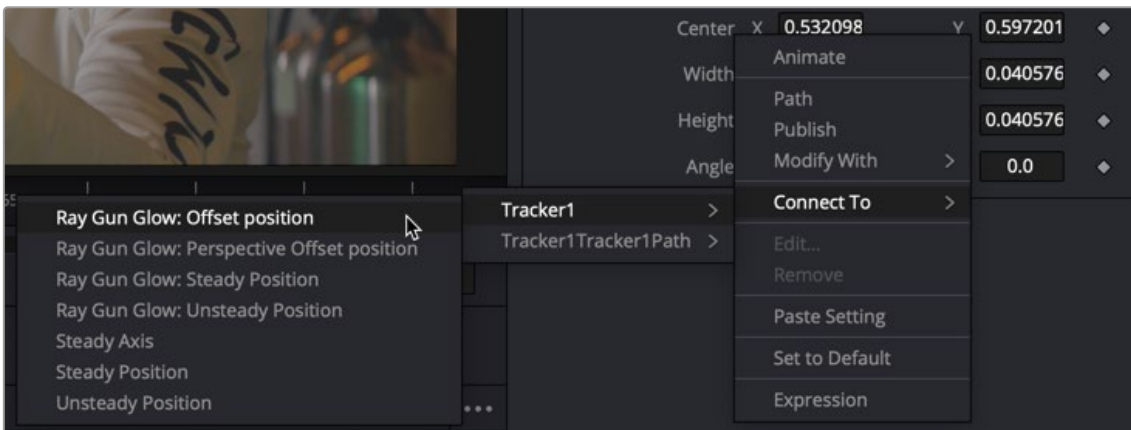 Center X 0.532098 Y 0.597201
Width 0.040576
Height 0.040576
Angle 0.0
Animate
Path
Publish
Modify With >
Connect To >
Edit...
Remove
Paste Setting
Set to Default
Expression
Tracker1 >
Tracker1Tracker1Path >
Ray Gun Glow: Offset position
Ray Gun Glow: Perspective Offset position
Ray Gun Glow: Steady Position
Ray Gun Glow: Unsteady Position
Steady Axis
Steady Position
Unsteady Position